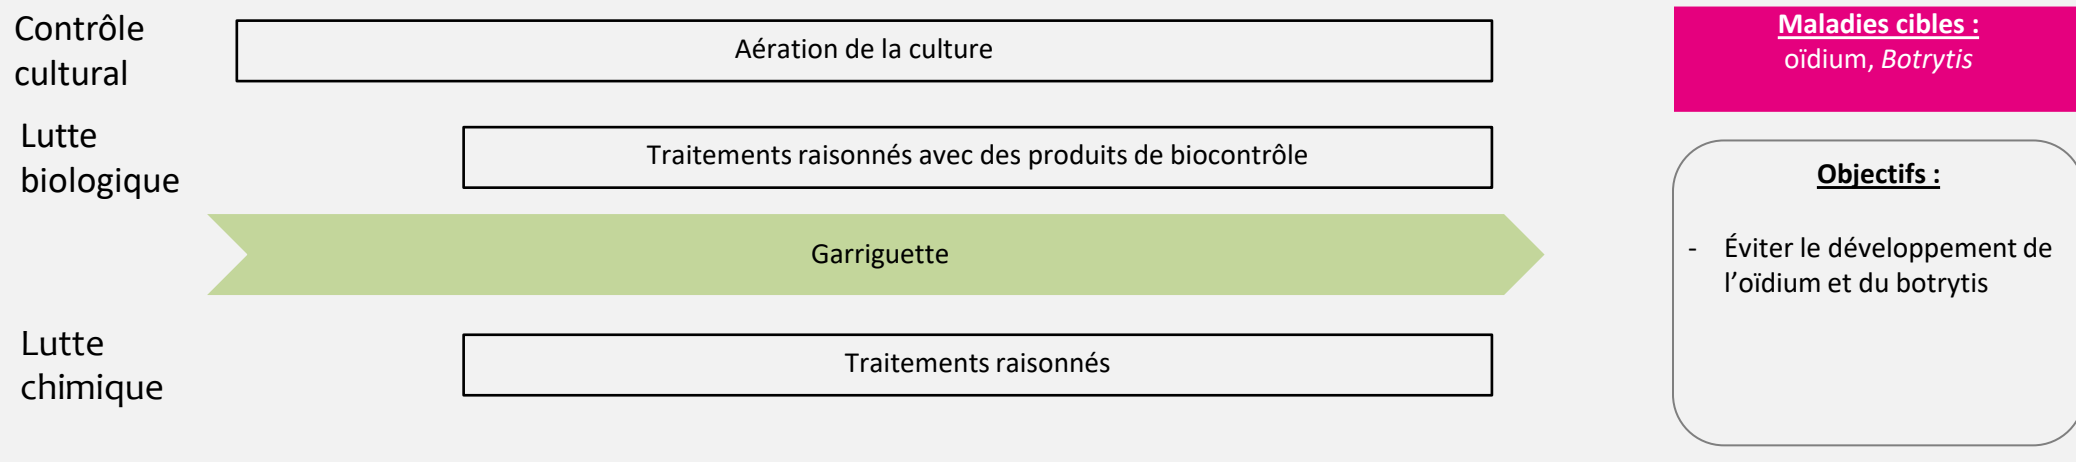 Contrôle
cultural
Aération de la culture
Lutte
biologique
Traitements raisonnés avec des produits de biocontrôle
Garriguette
Lutte
chimique
Traitements raisonnés
Maladies cibles :
oïdium, Botrytis
Objectifs :
- Éviter le développement de
l’oïdium et du botrytis